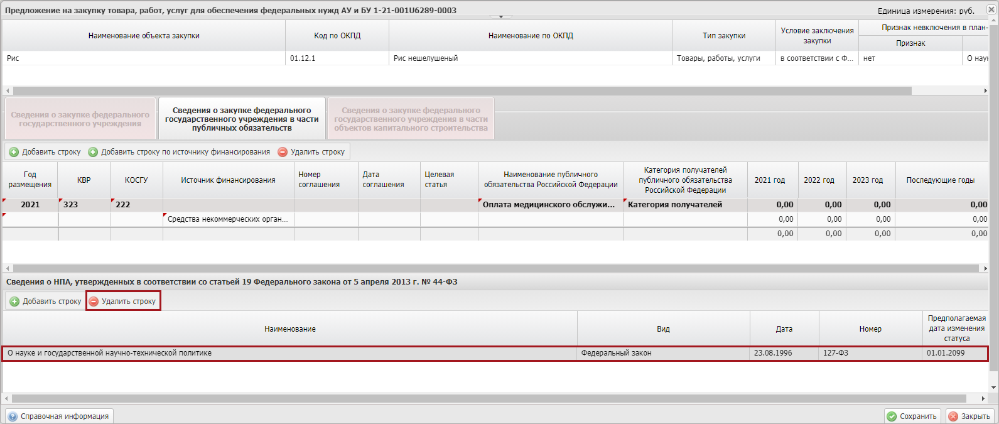 Предложение на закупку товара, работ, услуг для обеспечения федеральных нужд АУ и БУ 1-21-001U6289-0003
Единица измерения: руб.
Наименование объекта закупки
Код по ОКПД
Наименование по ОКПД
Тип закупки
Условие заключения
закупки
Признак невключения в план-
Признак
Рис
01.12.1
Рис нешелушеный
Товары, работы, услуги
в соответствии с Ф...
нет
О наук
Сведения о закупке федерального
государственного учреждения
Сведения о закупке федерального
государственного учреждения в части
публичных обязательств
Сведения о закупке федерального
государственного учреждения в части
объектов капитального строительства
Добавить строку
Добавить строку по источнику финансирования
Удалить строку
Год
размещения
КВР
КОСГУ
Источник финансирования
Номер
соглашения
Дата
соглашения
Целевая
статья
Наименование публичного
обязательства Российской Федерации
Категория получателей
публичного обязательства
Российской Федерации
2021 год
2022 год
2023 год
Последующие годы
2021
323
222
Оплата медицинского обслужи...
Категория получателей
0,00
0,00
0,00
0,00
Средства некоммерческих орган...
0,00
0,00
0,00
0,00
0,00
0,00
0,00
0,00
Сведения о НПА, утвержденных в соответствии со статьей 19 Федерального закона от 5 апреля 2013 г. № 44-ФЗ
Добавить строку
Удалить строку
Наименование
Вид
Дата
Номер
Предполагаемая
дата изменения
статуса
О науке и государственной научно-технической политике
Федеральный закон
23.08.1996
127-ФЗ
01.01.2099
Справочная информация
Сохранить
Закрыть